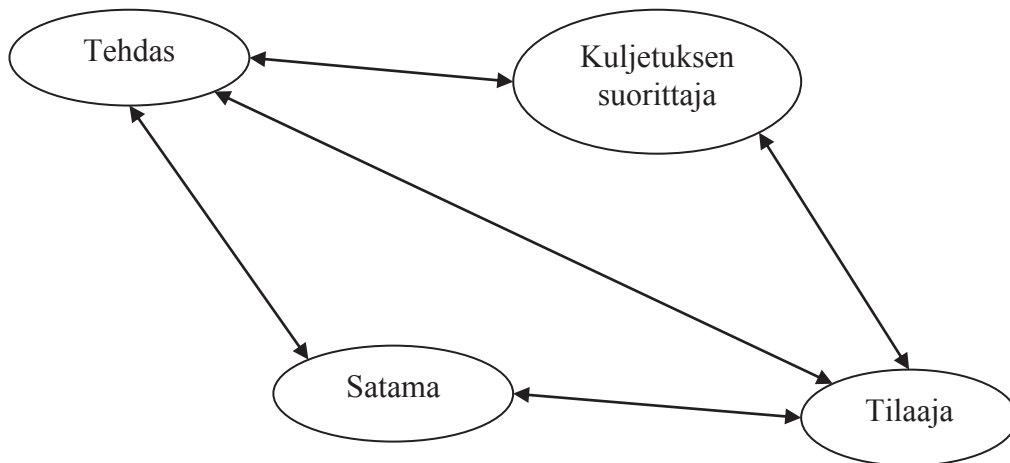 Tehdas
Kuljetuksen
suorittaja
Satama
Tilaaja